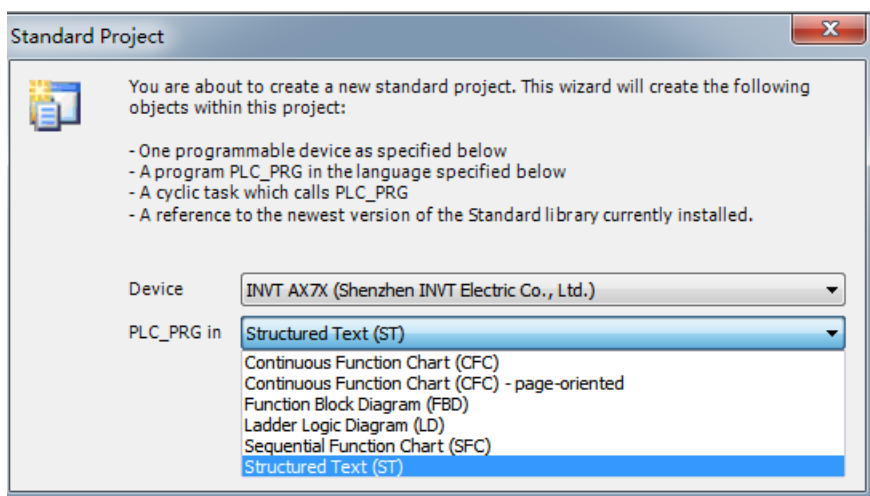 Standard Project
You are about to create a new standard project. This wizard will create the following
objects within this project:
- One programmable device as specified below
- A program PLC_PRG in the language specified below
- A cyclic task which calls PLC_PRG
- A reference to the newest version of the Standard library currently installed.
Device
INVT AX7X (Shenzhen INVT Electric Co., Ltd.)
PLC_PRG in
Structured Text (ST)
Continuous Function Chart (CFC)
Continuous Function Chart (CFC) - page-oriented
Function Block Diagram (FBD)
Ladder Logic Diagram (LD)
Sequential Function Chart (SFC)
Structured Text (ST)